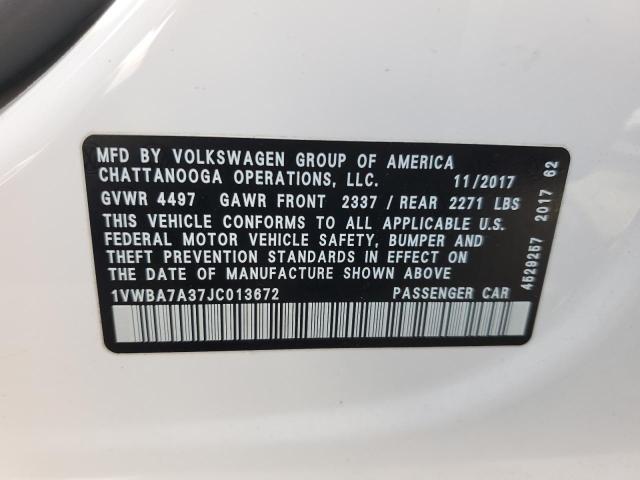 MFD BY VOLKSWAGEN GROUP OF AMERICA
CHATTANOOGA OPERATIONS, LLC. 11/2017
GVWR 4497 GAWR FRONT 2337 / REAR 2271 LBS
THIS VEHICLE CONFORMS TO ALL APPLICABLE U.S.
FEDERAL MOTOR VEHICLE SAFETY, BUMPER AND
THEFT PREVENTION STANDARDS IN EFFECT ON
THE DATE OF MANUFACTURE SHOWN ABOVE
1VWBA7A37JC013672 PASSENGER CAR
4529257 2017 62